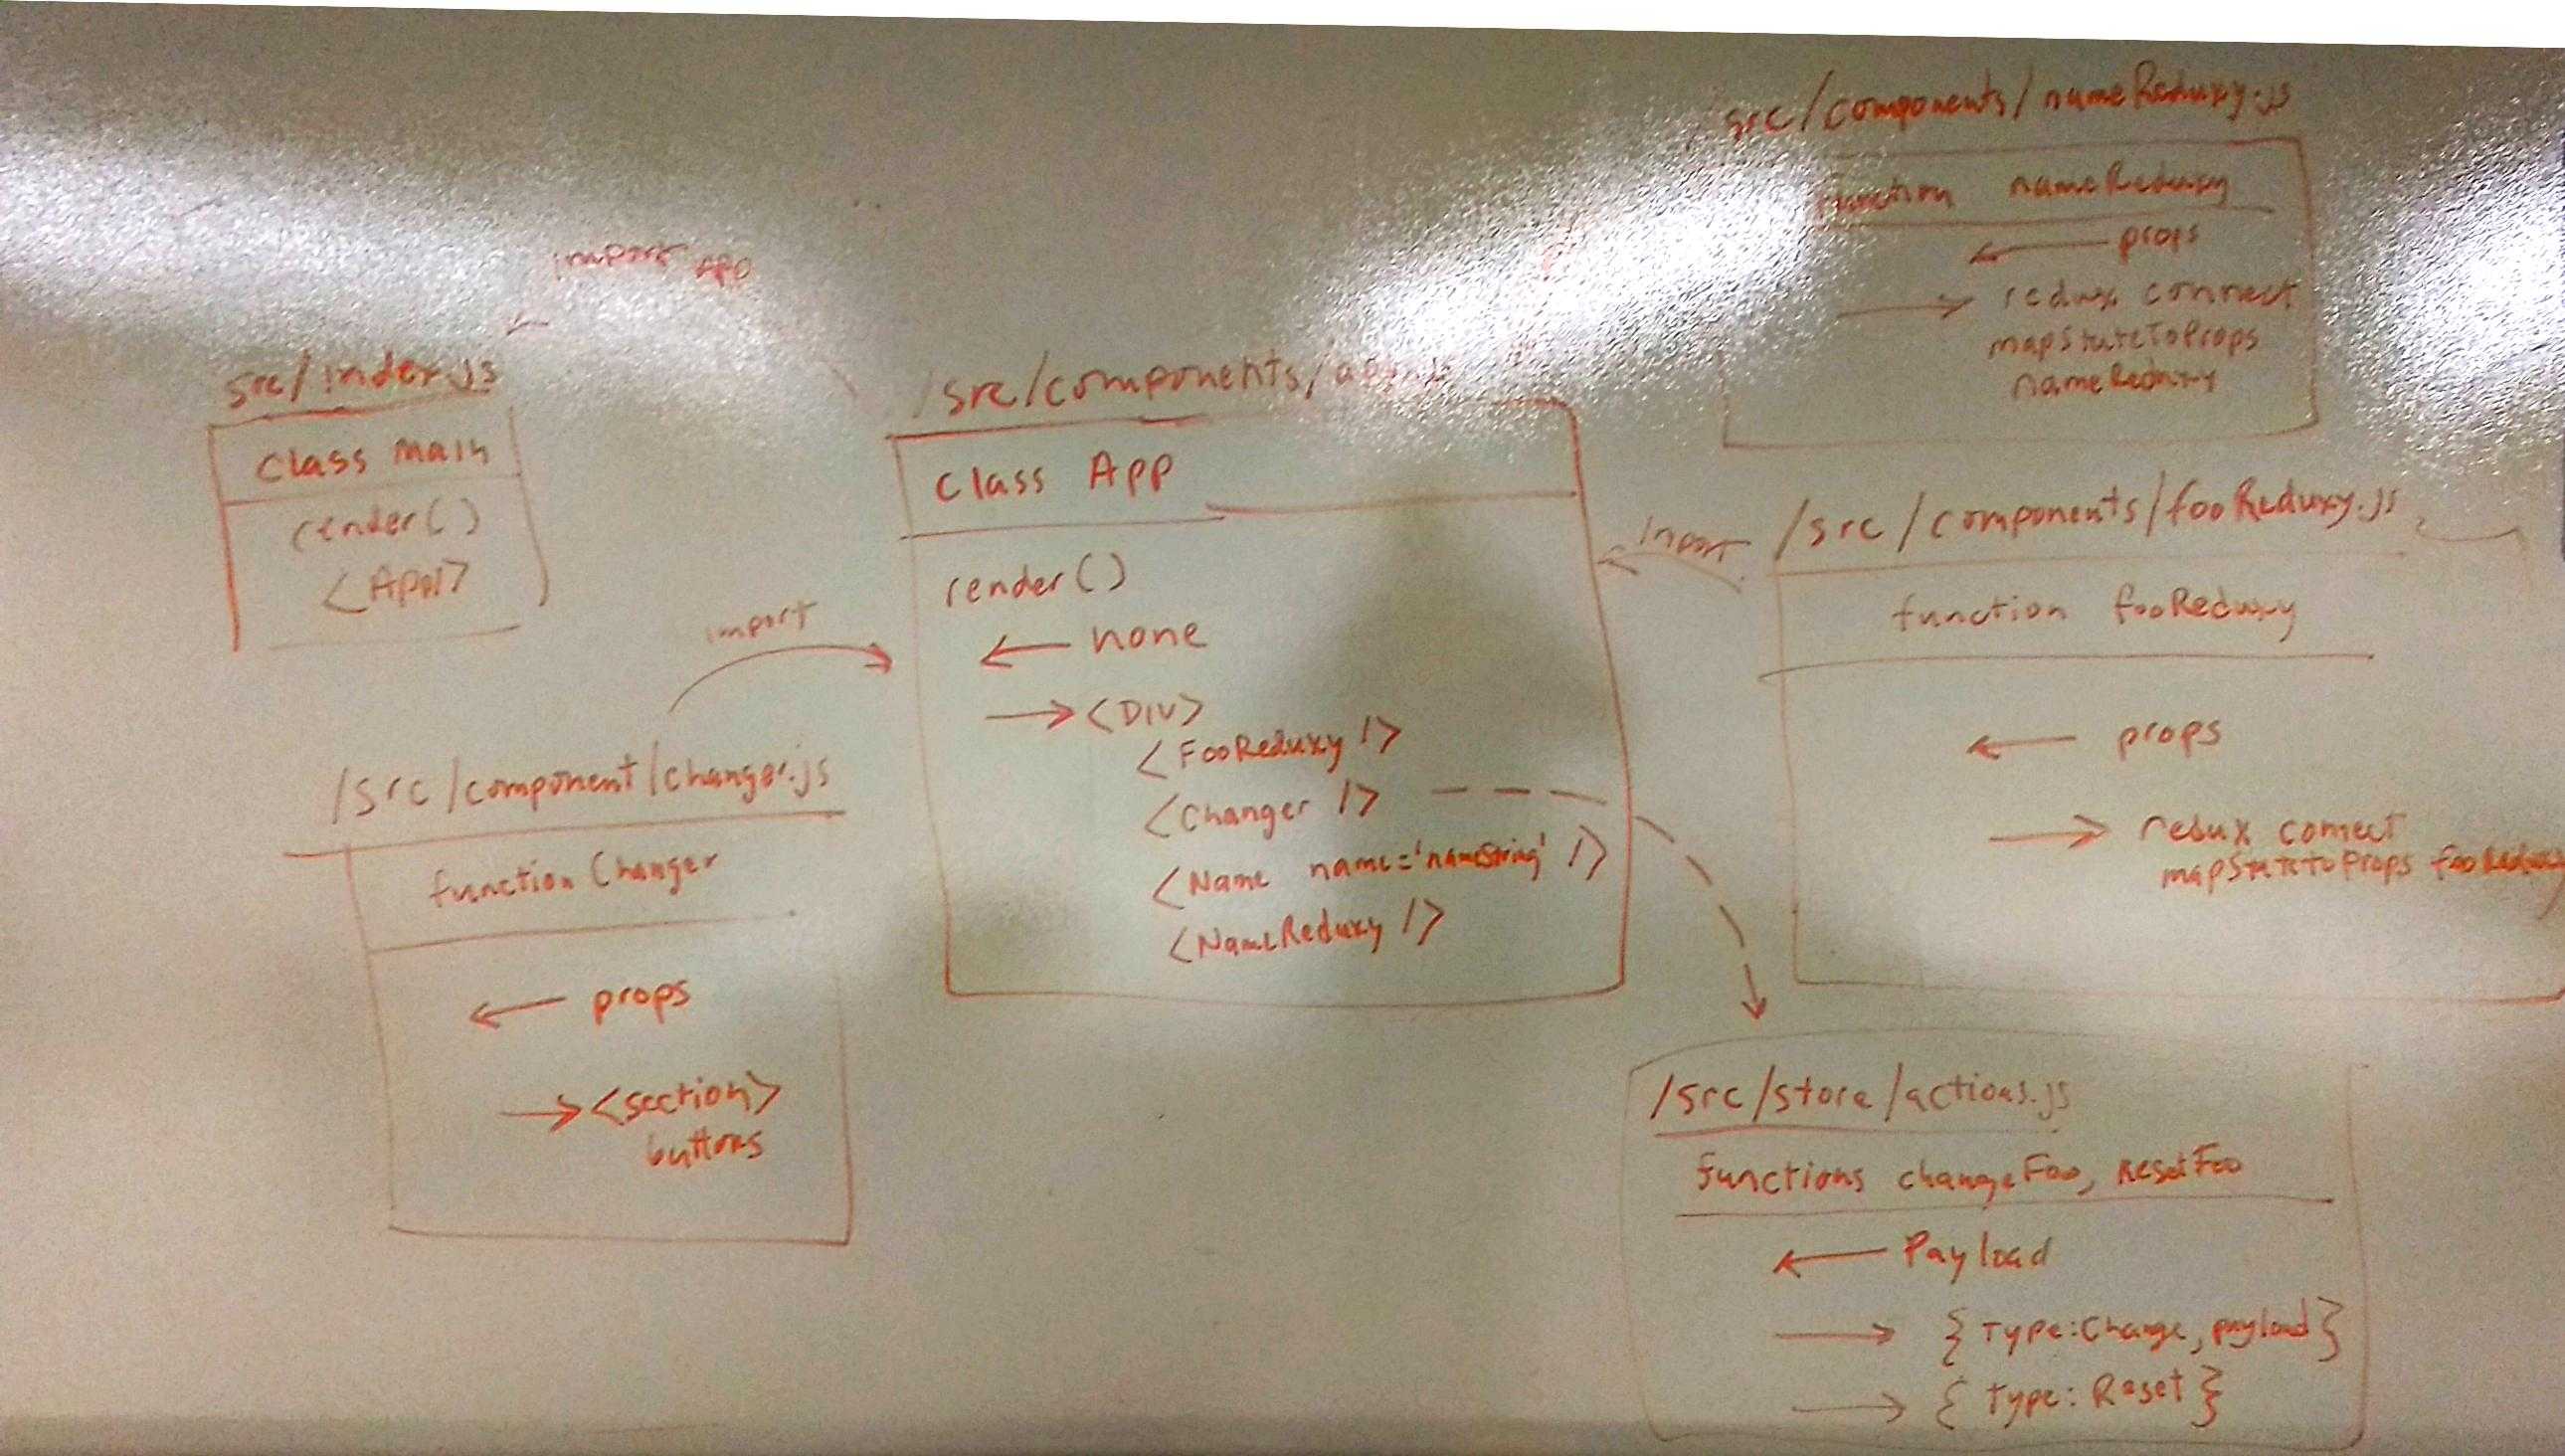 src/components/nameReduxy.js
function nameReduxy
props
redux connect
mapStateToProps
nameReduxy
import app
src/index.js
class Main
render()
<App/>
/src/components/
class App
render()
none
<DIV>
<FooReduxy />
<Changer />
<Name name='nameString' />
<NameReduxy />
import
/src/components/fooReduxy.js
function fooReduxy
props
redux connect
mapStatetoProps fooReduxy
import
/src/component/changer.js
function Changer
props
<section>
buttons
/src/store/actions.js
functions changeFoo, ResetFoo
Payload
{ Type:Change, payload}
{ Type: Reset }